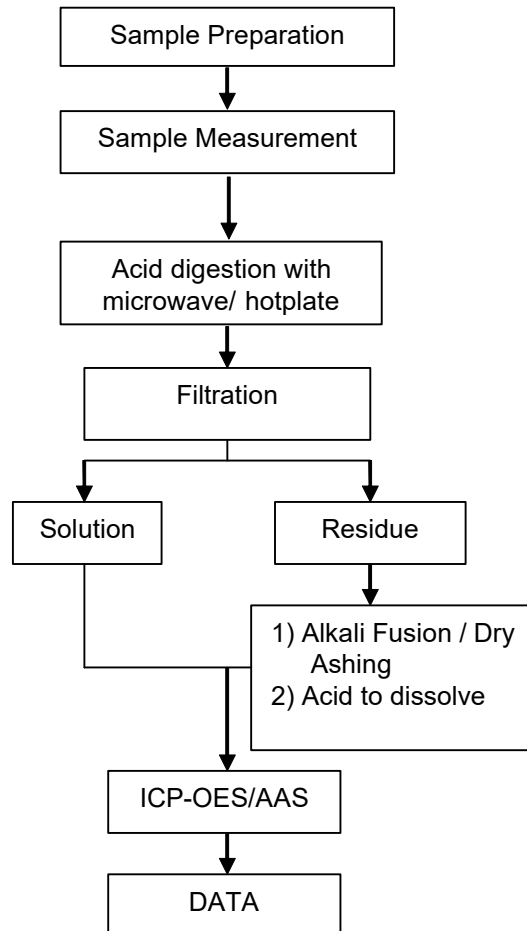 Sample Preparation
Sample Measurement
Acid digestion with
microwave/ hotplate
Filtration
Solution
Residue
1) Alkali Fusion / Dry
Ashing
2) Acid to dissolve
ICP-OES/AAS
DATA